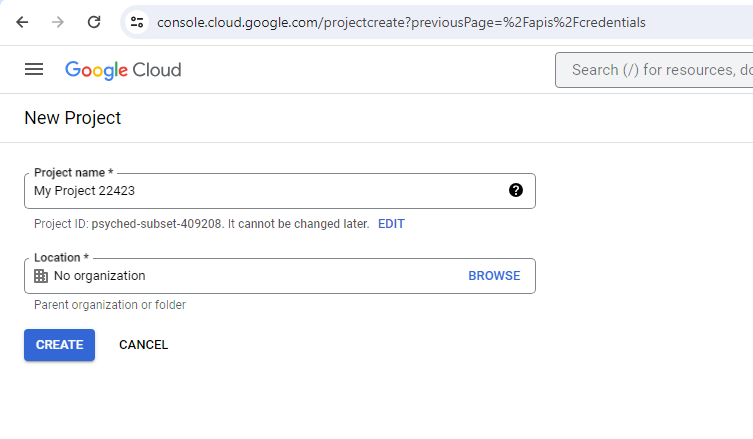 console.cloud.google.com/projectcreate?previousPage=%2Fapis%2Fcredentials
Google Cloud
Search (/) for resources, do
New Project
Project name *
My Project 22423
Project ID: psyched-subset-409208. It cannot be changed later. EDIT
Location *
No organization BROWSE
Parent organization or folder
CREATE CANCEL